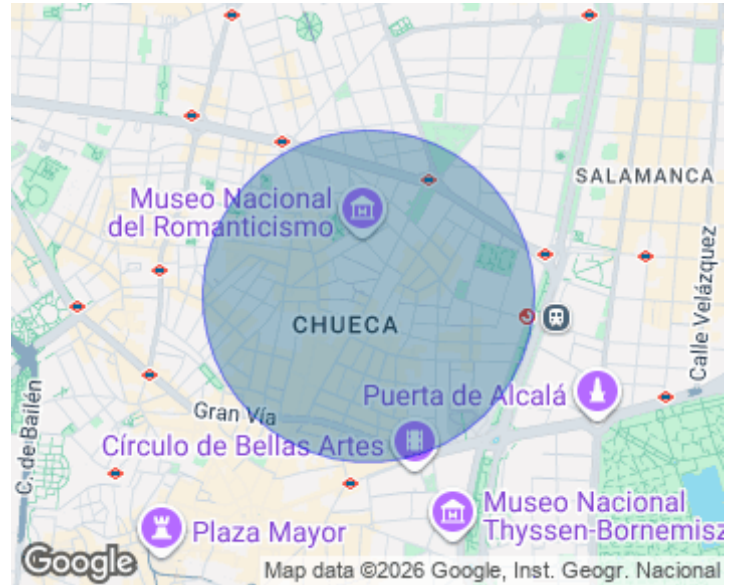 SALAMANCA
Museo Nacional
del Romanticismo
Calle Velázquez
CHUECA
Puerta de Alcalá
Gran Vía
C. de Bailén
Círculo de Bellas Artes
Museo Nacional
Thyssen-Bornemisz
Plaza Mayor
Google
Map data ©2026 Google, Inst. Geogr. Nacional